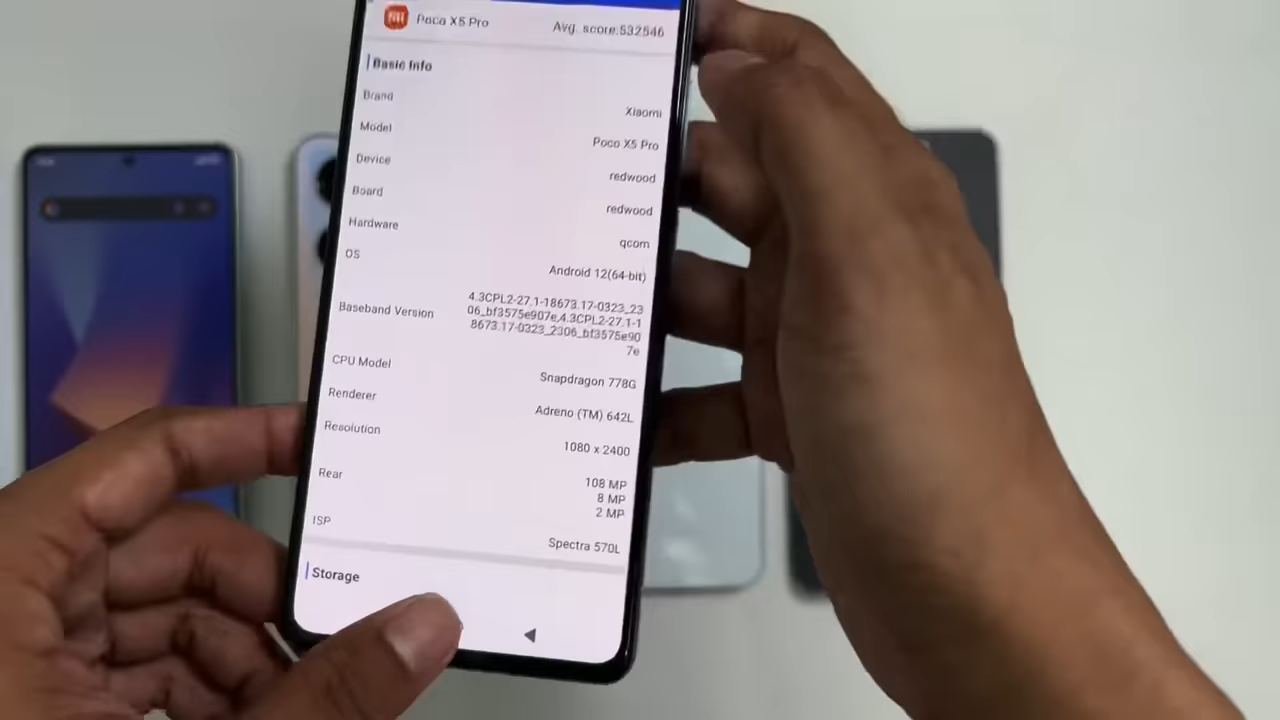 Poco X5 Pro Avg. score:532546
Basic Info
Brand Xiaomi
Model Poco X5 Pro
Device redwood
Board redwood
Hardware qcom
OS Android 12(64-bit)
Baseband Version 4.3CPL2-27.1-18673.17-0323_23
06_bf3575e907e,4.3CPL2-27.1-1
8673.17-0323_2306_bf3575e90
7e
CPU Model Snapdragon 778G
Renderer Adreno (TM) 642L
Resolution 1080 x 2400
Rear 108 MP
8 MP
2 MP
ISP Spectra 570L
Storage